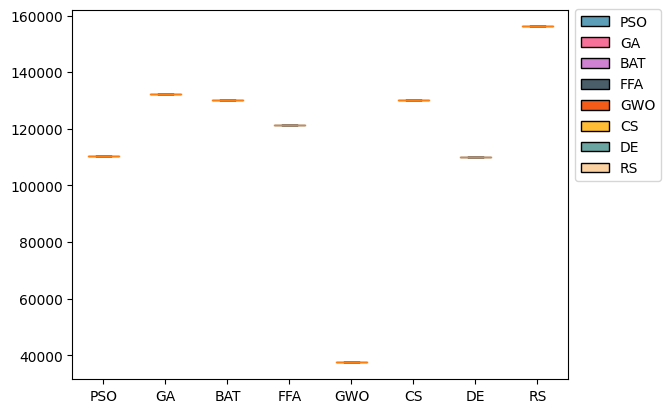 160000
140000
120000
100000
80000
60000
40000
PSO GA BAT FFA GWO CS DE RS
PSO
GA
BAT
FFA
GWO
CS
DE
RS